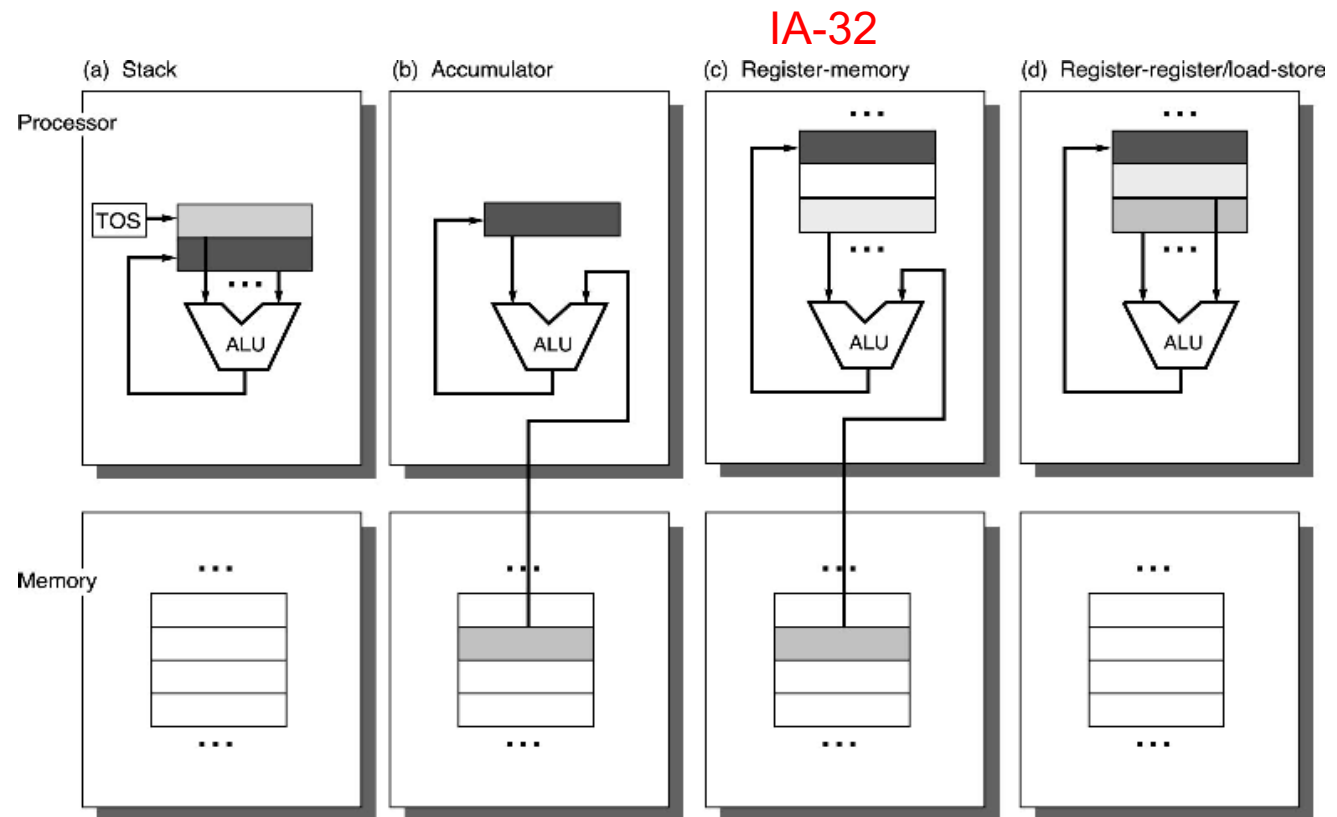 IA-32
(a) Stack
(b) Accumulator
(c) Register-memory
(d) Register-register/load-store
Processor
...
...
TOS
...
...
...
ALU
ALU
ALU
ALU
Memory
...
...
...
...
...
...
...
...